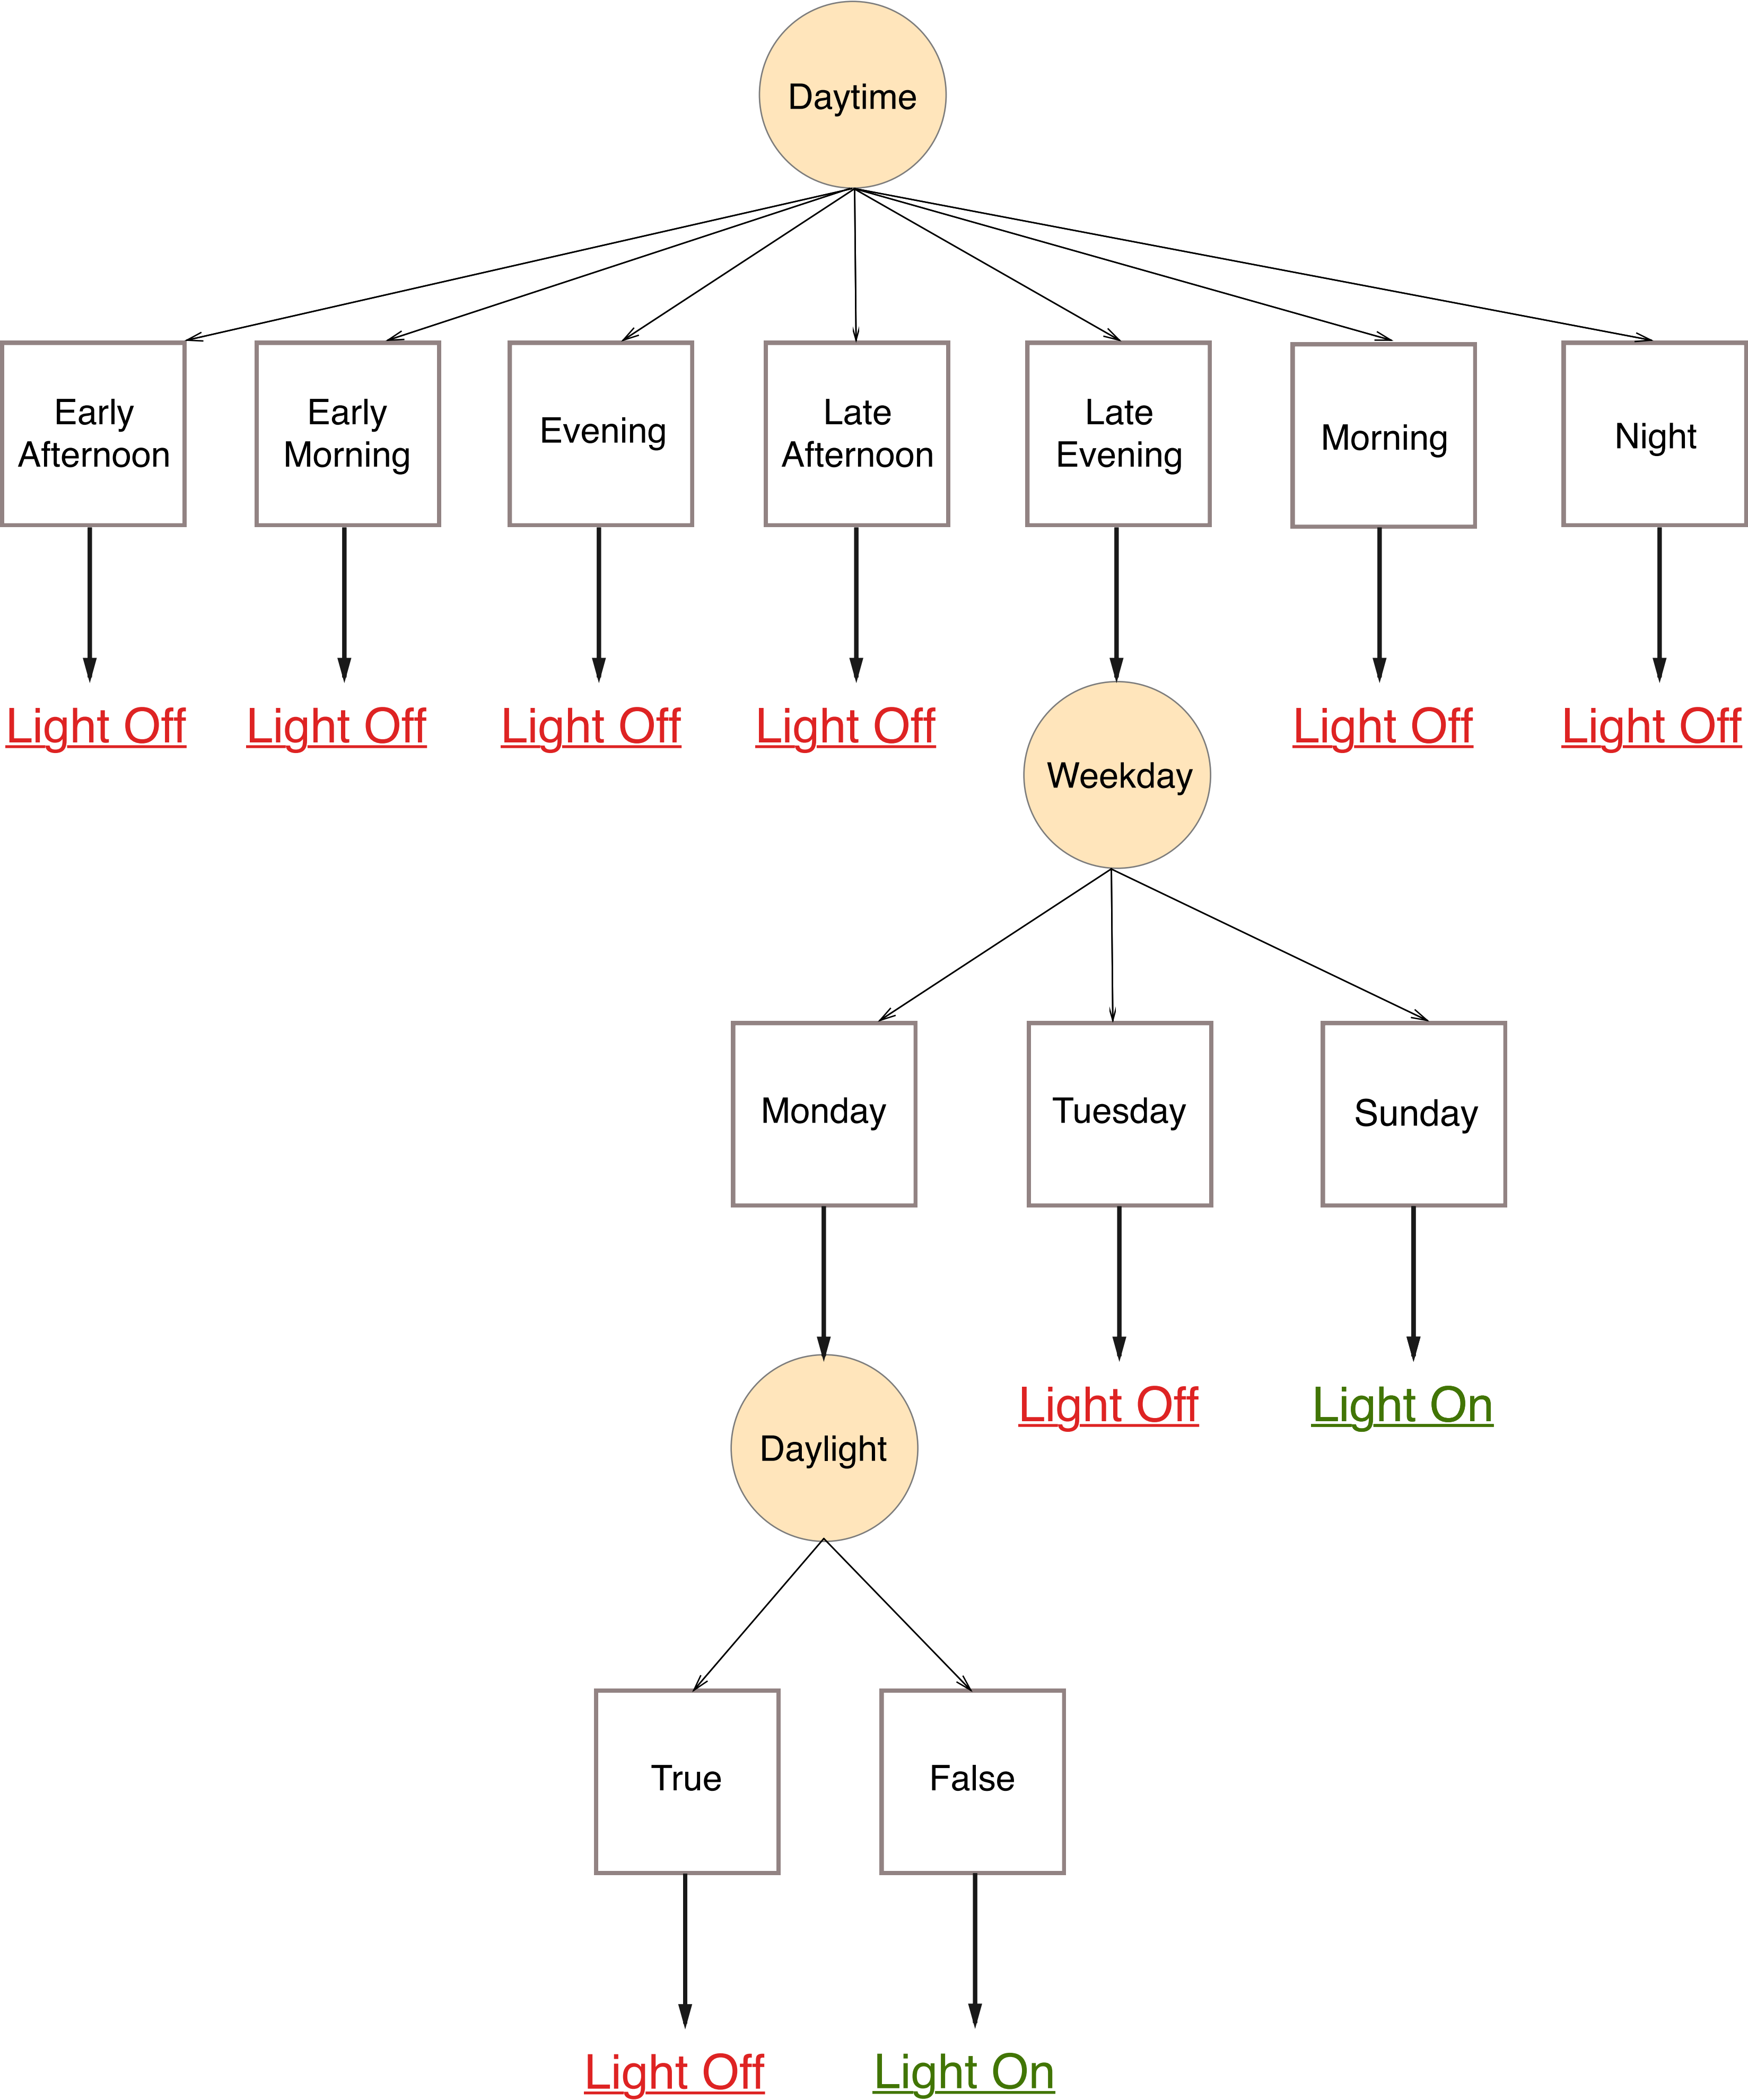 Daytime
Early
Afternoon
Early
Morning
Evening
Late
Afternoon
Late
Evening
Morning
Night
Light Off
Light Off
Light Off
Light Off
Light Off
Light Off
Weekday
Monday
Tuesday
Sunday
Light Off
Light On
Daylight
True
False
Light Off
Light On